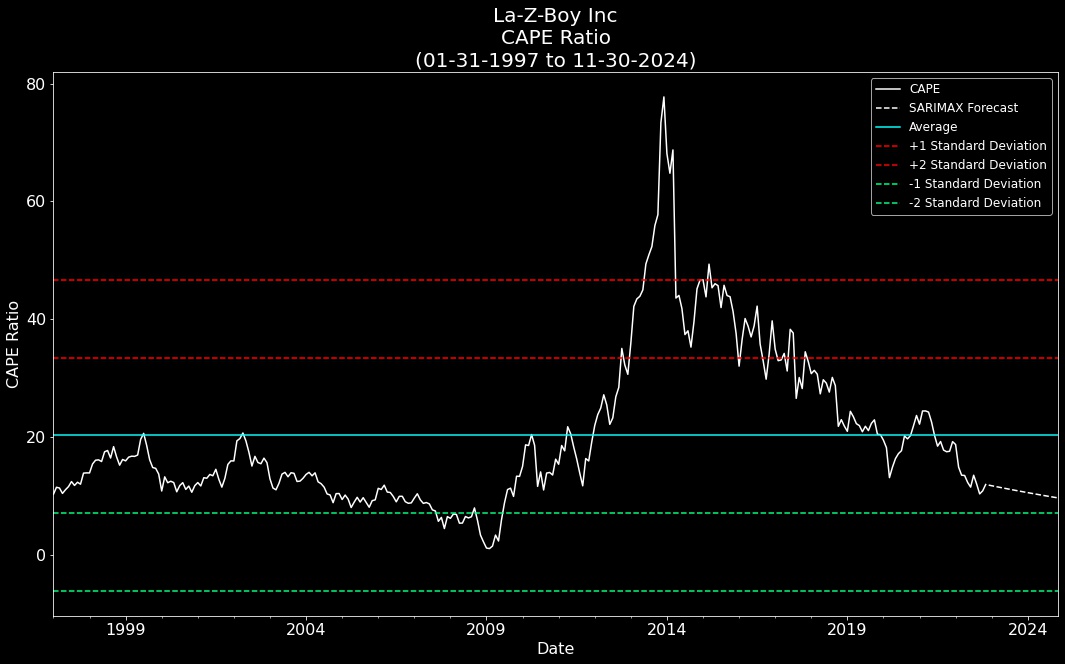 La-Z-Boy Inc
CAPE Ratio
(01-31-1997 to 11-30-2024)
CAPE
SARIMAX Forecast
Average
+1 Standard Deviation
+2 Standard Deviation
-1 Standard Deviation
-2 Standard Deviation
80
60
40
20
0
CAPE Ratio
1999
2004
2009
2014
2019
2024
Date